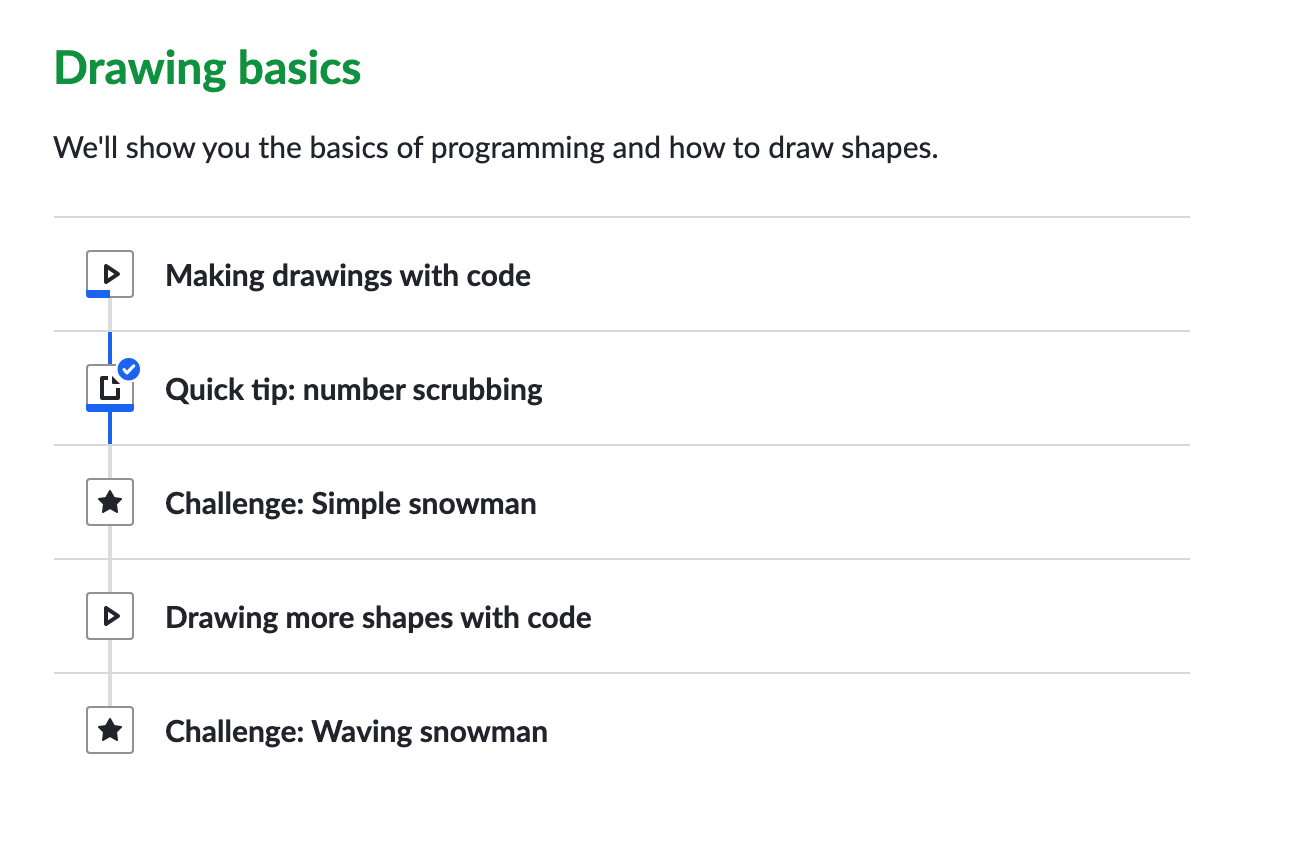 Drawing basics
We'll show you the basics of programming and how to draw shapes.
Making drawings with code
Quick tip: number scrubbing
Challenge: Simple snowman
Drawing more shapes with code
Challenge: Waving snowman